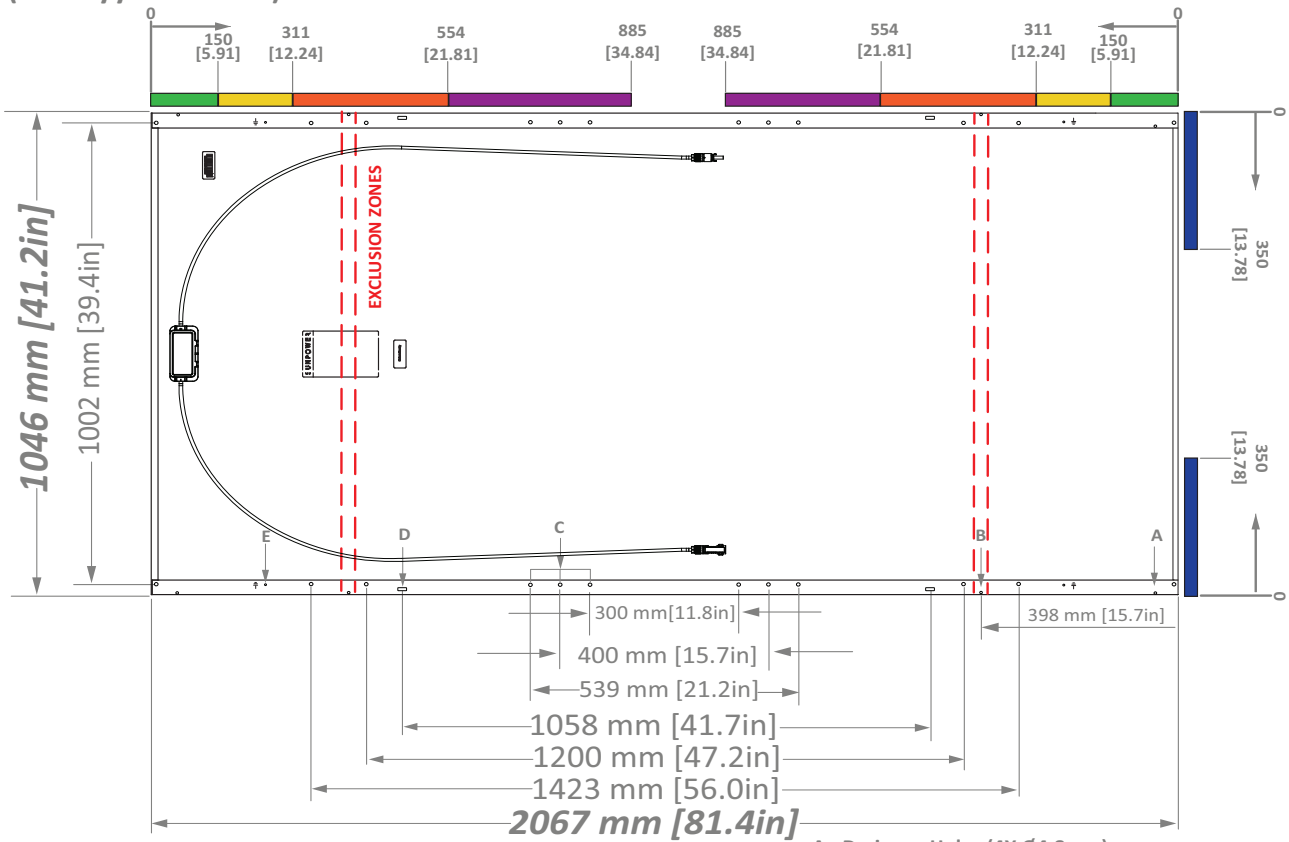 0
150
[5.91]
311
[12.24]
554
[21.81]
885
[34.84]
885
[34.84]
554
[21.81]
311
[12.24]
150
[5.91]
0
0
350
[13.78]
350
[13.78]
0
1046 mm [41.2in]
1002 mm [39.4in]
EXCLUSION ZONES
SUNPOWER
E
D
C
B
A
300 mm[11.8in]
398 mm [15.7in]
400 mm [15.7in]
539 mm [21.2in]
1058 mm [41.7in]
1200 mm [47.2in]
1423 mm [56.0in]
2067 mm [81.4in]